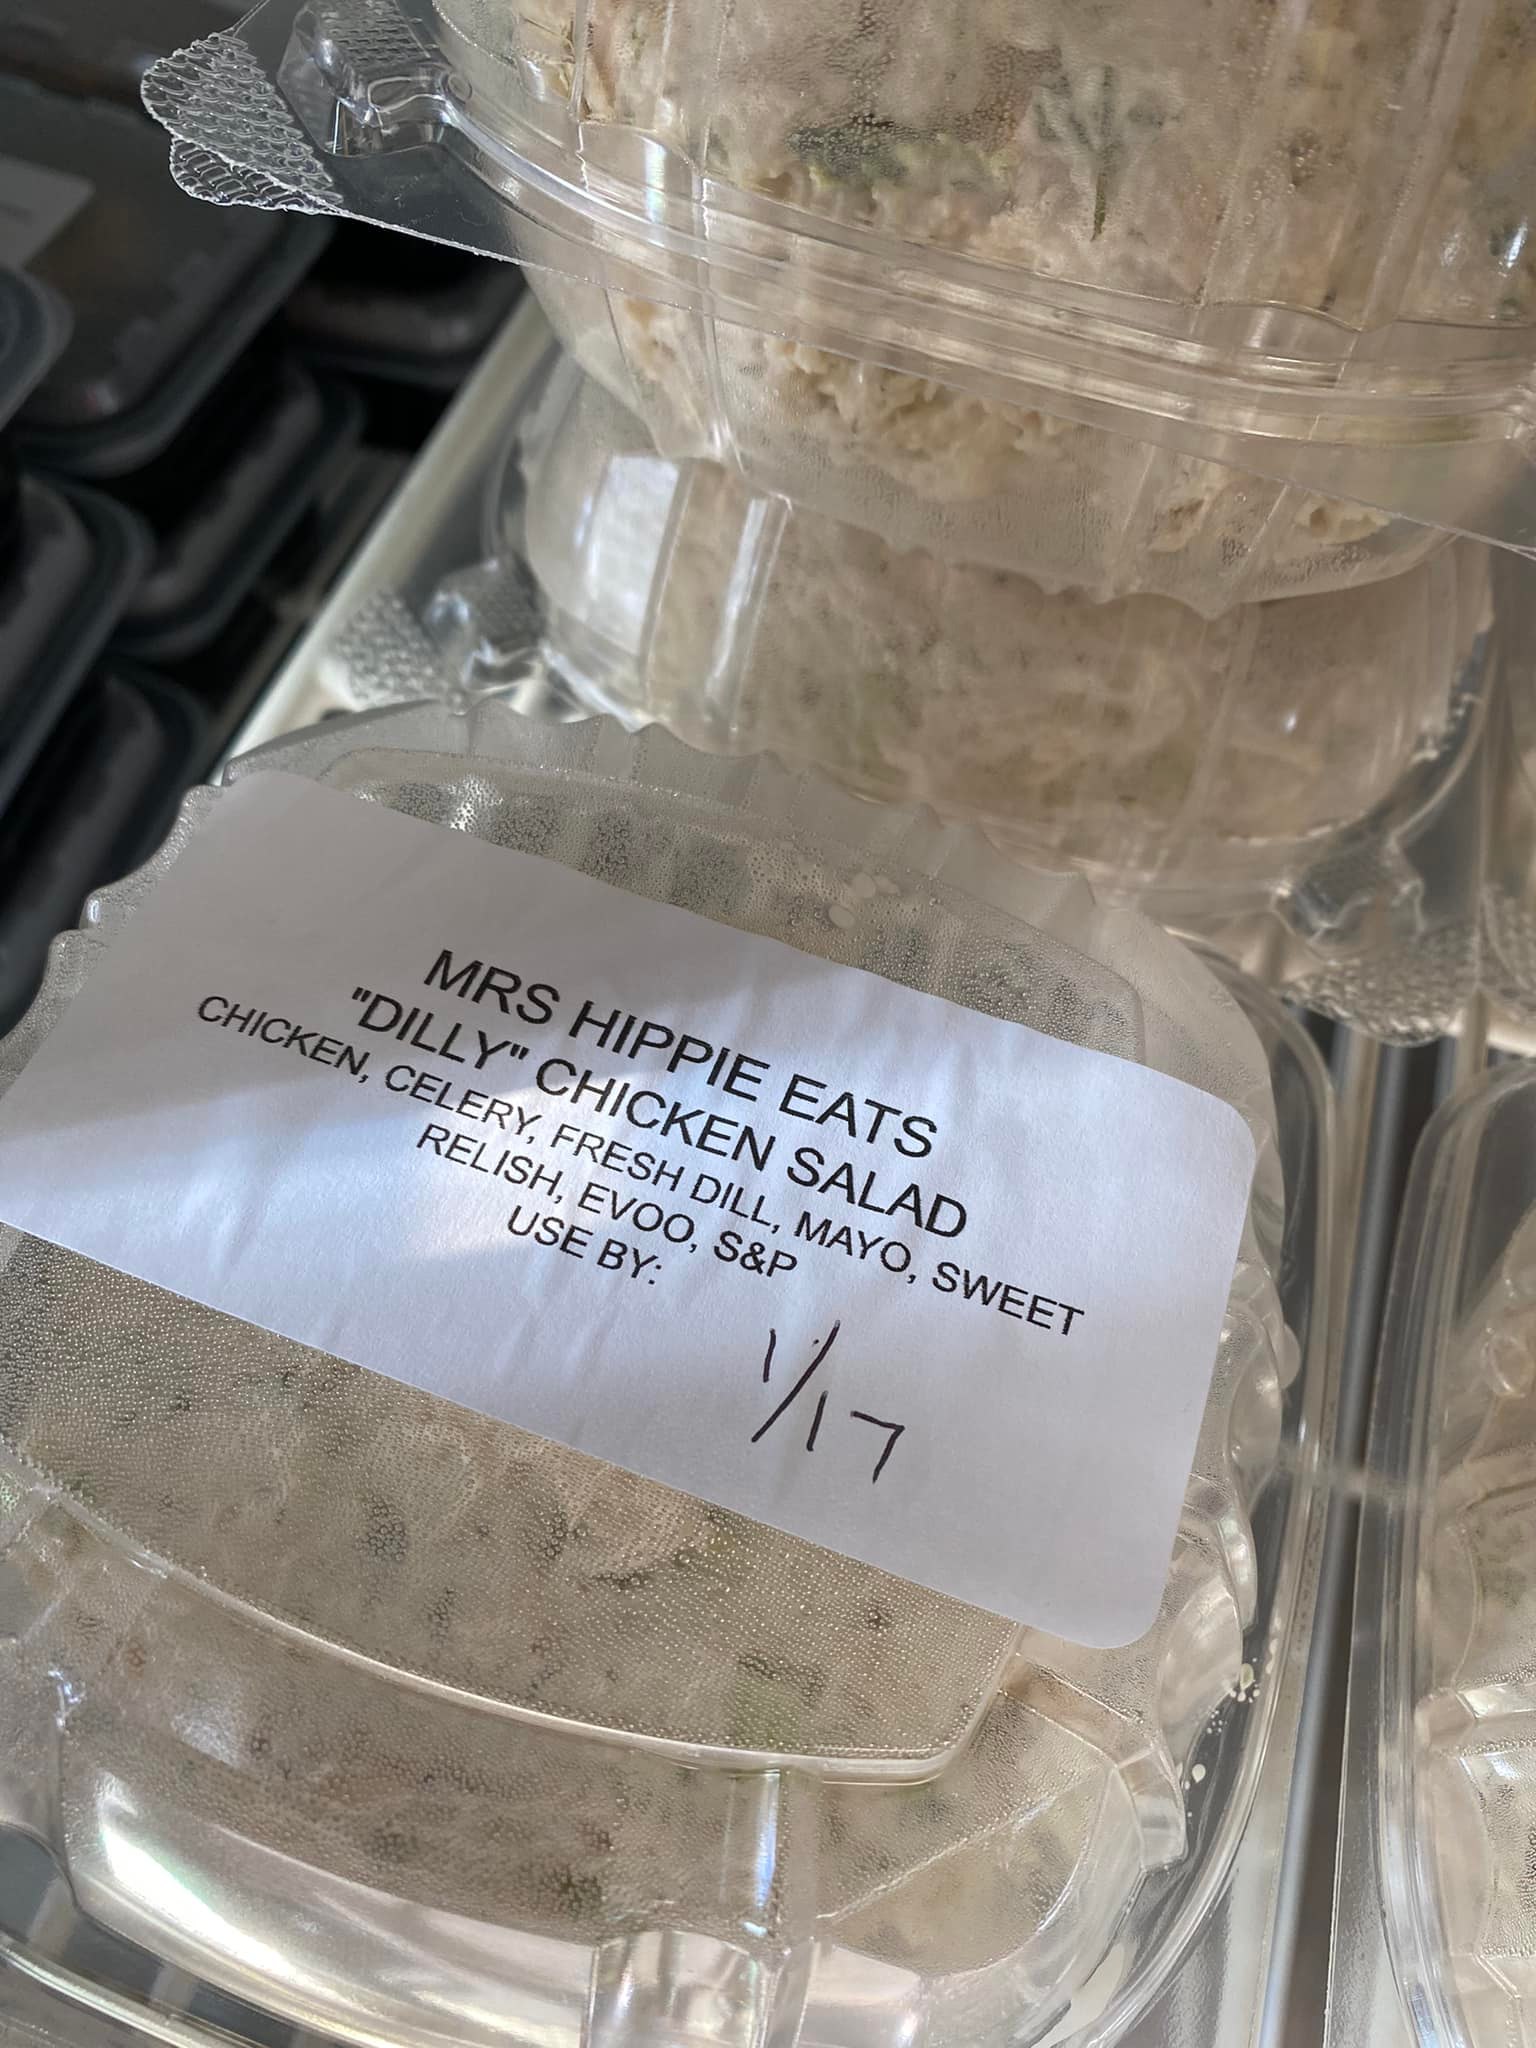 MRS HIPPIE EATS
"DILLY" CHICKEN SALAD
CHICKEN, CELERY, FRESH DILL, MAYO, SWEET
RELISH, EVOO, S&P
USE BY:
1/17